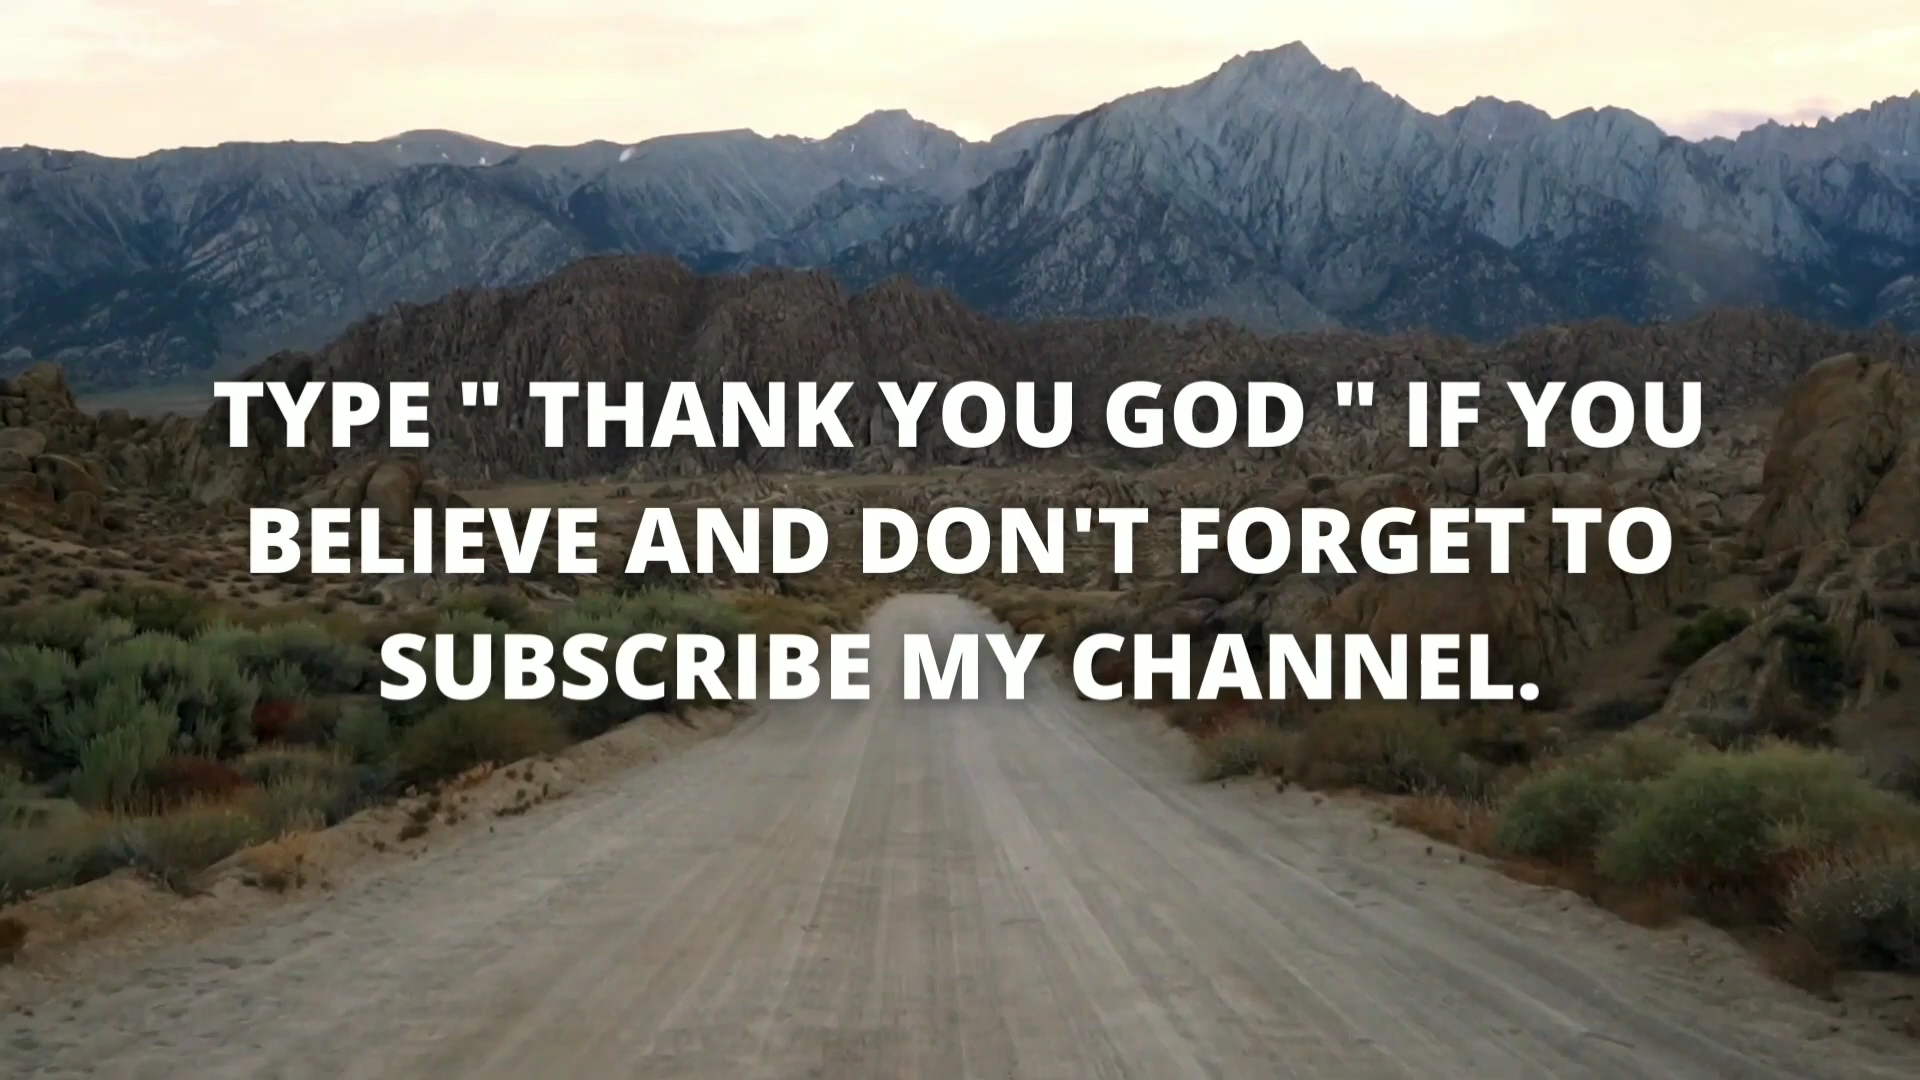 TYPE " THANK YOU GOD " IF YOU
BELIEVE AND DON'T FORGET TO
SUBSCRIBE MY CHANNEL.